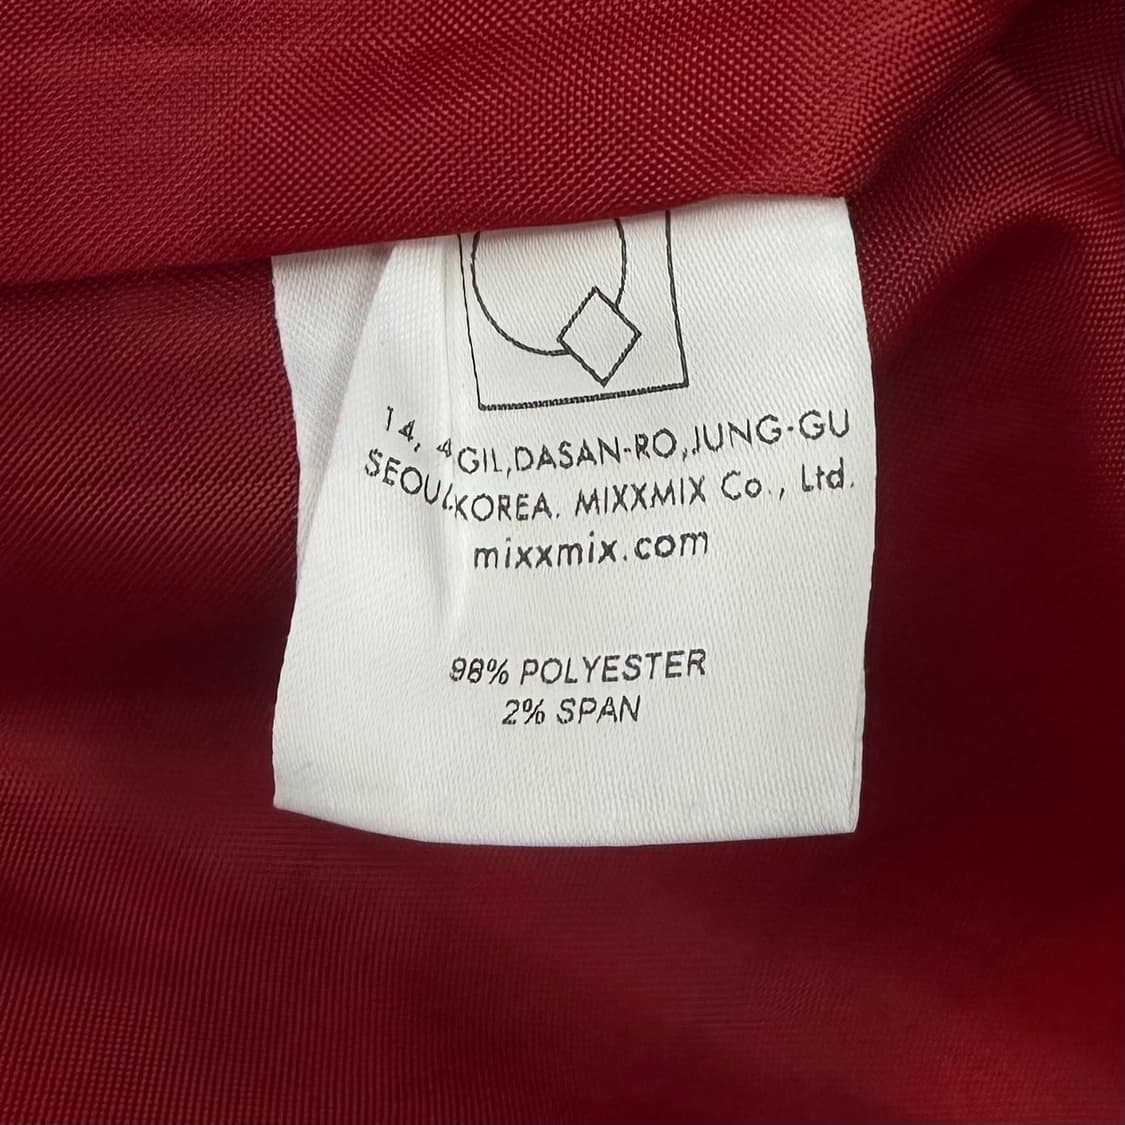 14, 4GIL,DASAN-RO,JUNG-GU
SEOUL.KOREA. MIXXMIX Co., Ltd.
mixxmix.com
98% POLYESTER
2% SPAN